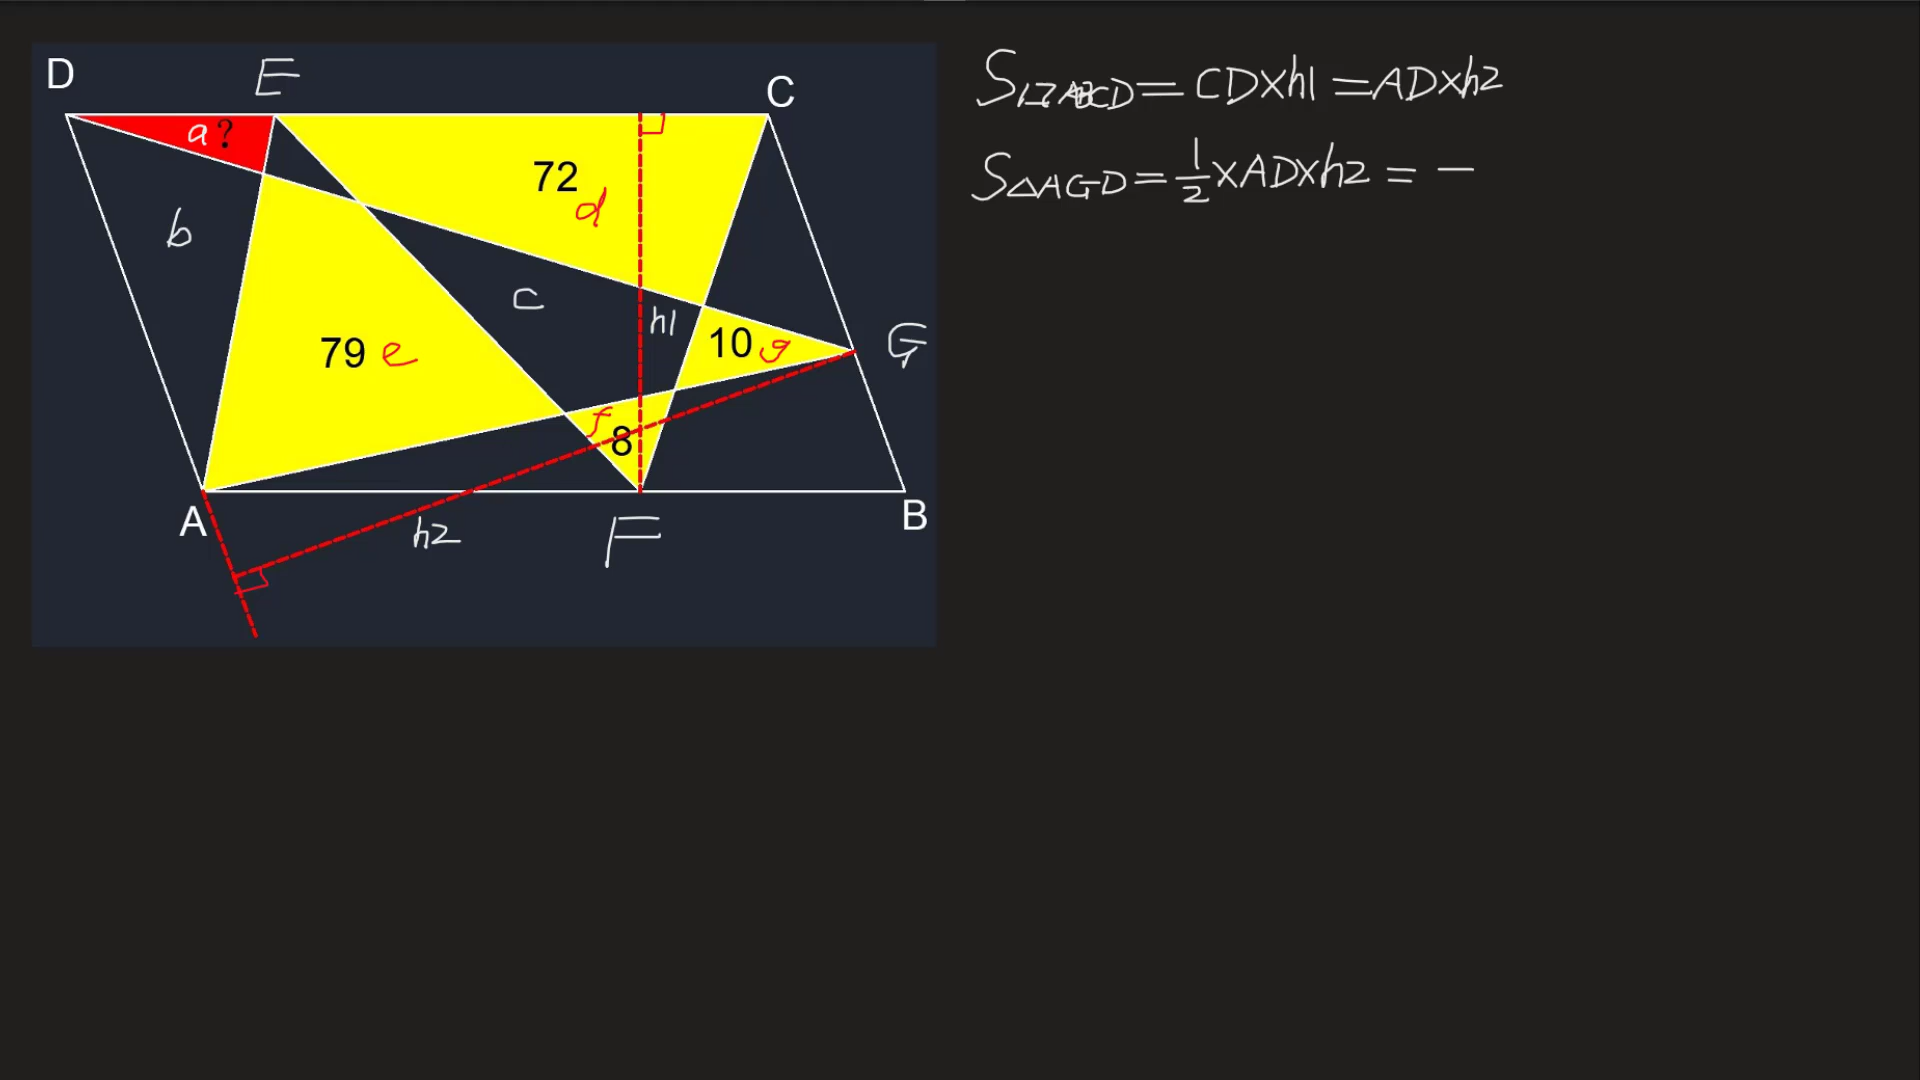 D E C
a ?
72
d
b
c
h1
10 g
G
79 e
f
8
A
h2
F
B
S▱ABCD = CD×h1 = AD×h2
S△AGD = 1/2 ×AD×h2 = —